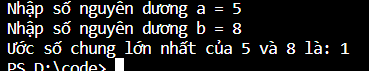 Nhập số nguyên dương a = 5
Nhập số nguyên dương b = 8
Ước số chung lớn nhất của 5 và 8 là: 1
PS D:\code>